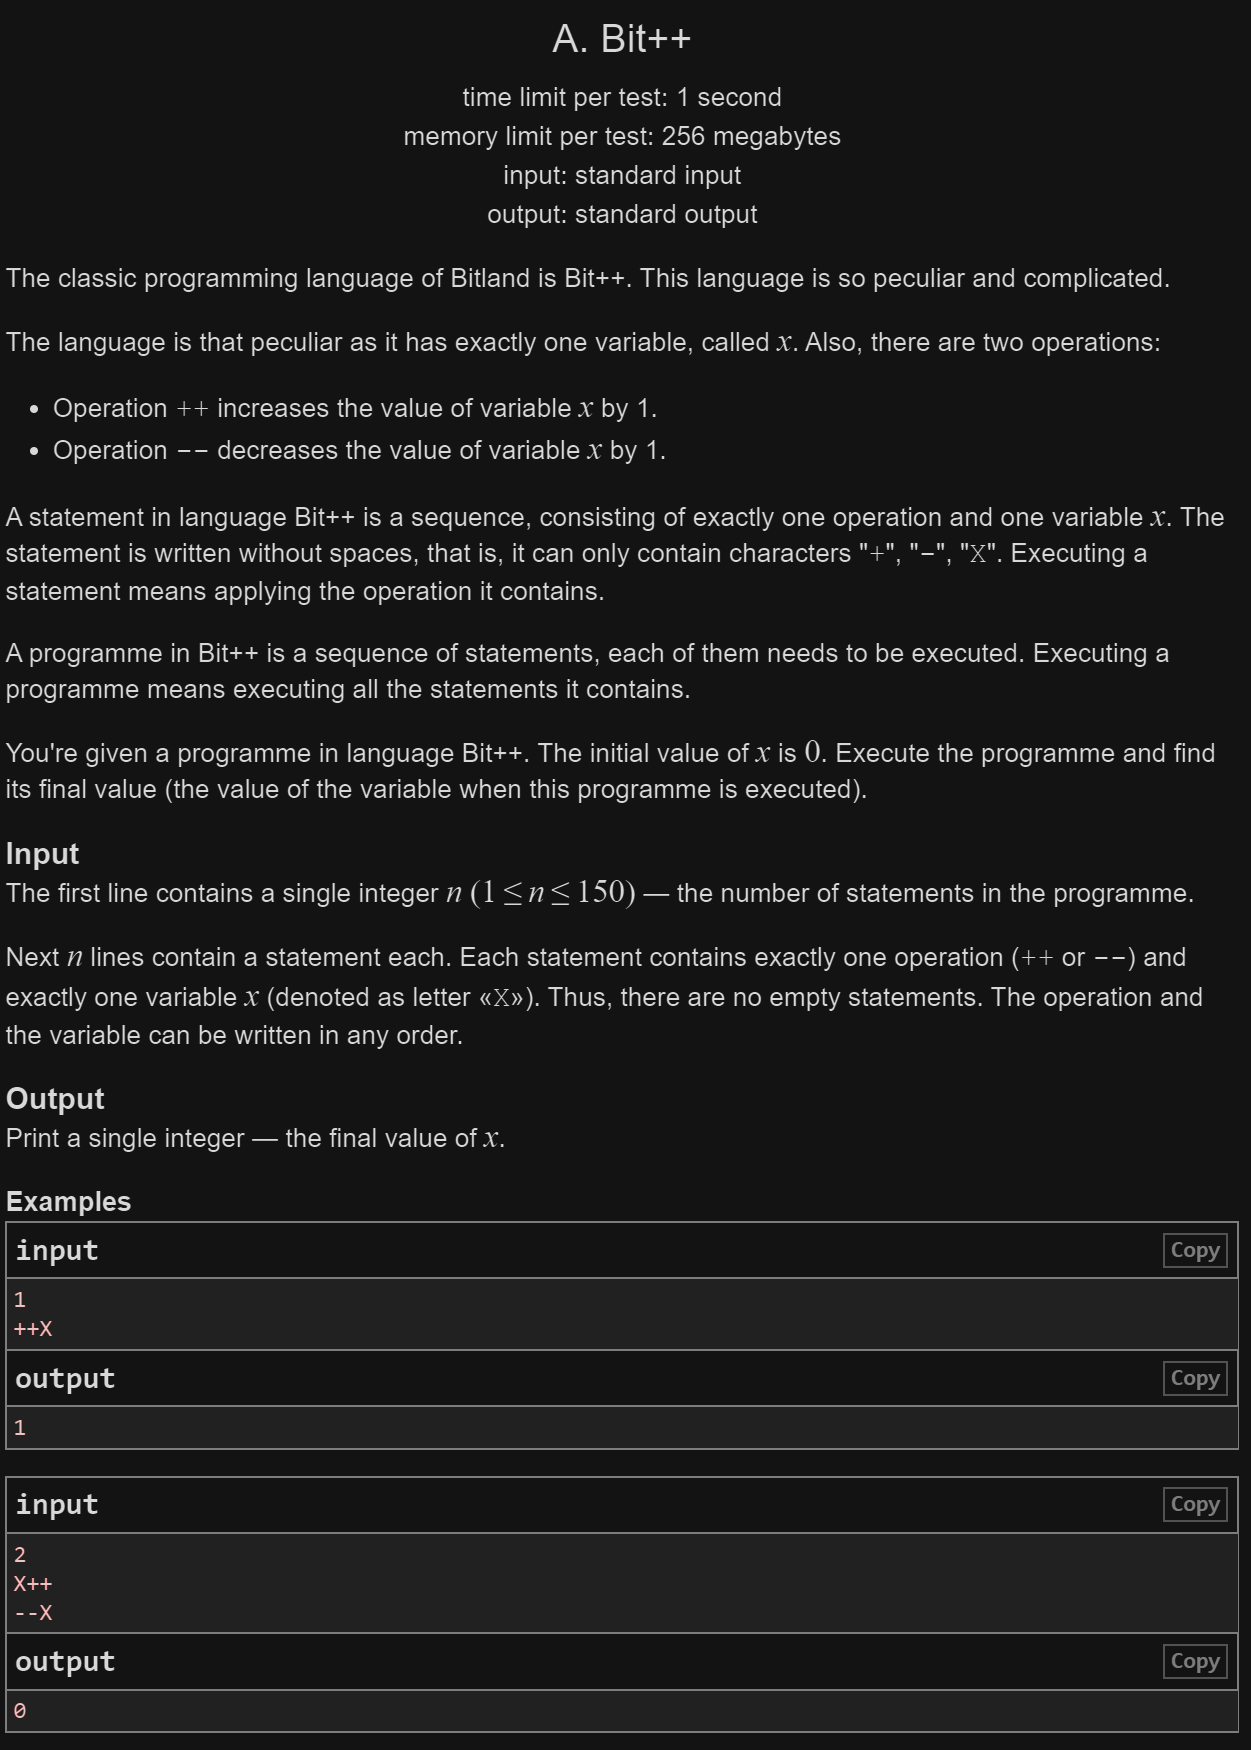 A. Bit++
time limit per test: 1 second
memory limit per test: 256 megabytes
input: standard input
output: standard output
The classic programming language of Bitland is Bit++. This language is so peculiar and complicated.
The language is that peculiar as it has exactly one variable, called x. Also, there are two operations:
• Operation ++ increases the value of variable x by 1.
• Operation -- decreases the value of variable x by 1.
A statement in language Bit++ is a sequence, consisting of exactly one operation and one variable x. The
statement is written without spaces, that is, it can only contain characters "+", "-", "X". Executing a
statement means applying the operation it contains.
A programme in Bit++ is a sequence of statements, each of them needs to be executed. Executing a
programme means executing all the statements it contains.
You're given a programme in language Bit++. The initial value of x is 0. Execute the programme and find
its final value (the value of the variable when this programme is executed).
Input
The first line contains a single integer n (1 ≤ n ≤ 150) — the number of statements in the programme.
Next n lines contain a statement each. Each statement contains exactly one operation (++ or --) and
exactly one variable x (denoted as letter «X»). Thus, there are no empty statements. The operation and
the variable can be written in any order.
Output
Print a single integer — the final value of x.
Examples
input Copy
1
++X
output Copy
1
input Copy
2
X++
--X
output Copy
0